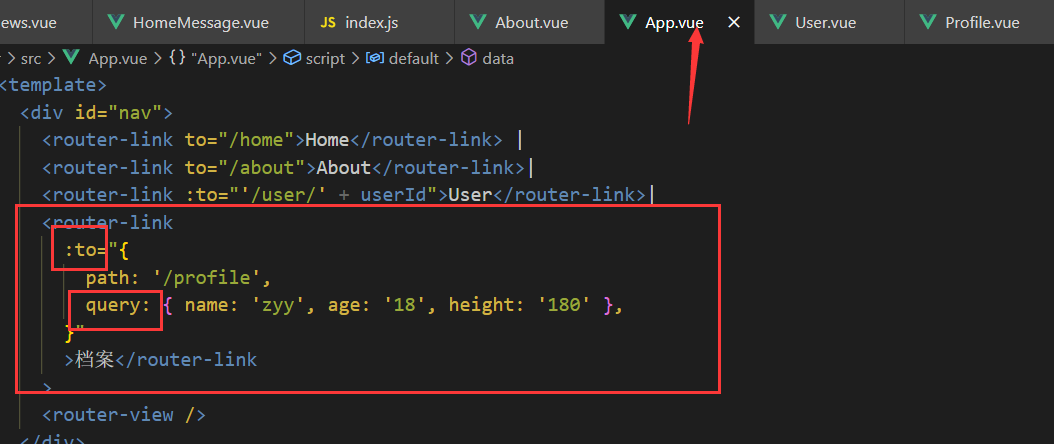 ews.vue HomeMessage.vue JS index.js About.vue App.vue × User.vue Profile.vue
> src > App.vue > {} "App.vue" > script > default > data
<template>
<div id="nav">
<router-link to="/home">Home</router-link> |
<router-link to="/about">About</router-link>|
<router-link :to="'/user/' + userId">User</router-link>|
<router-link
:to="{
path: '/profile',
query: { name: 'zyy', age: '18', height: '180' },
}"
>档案</router-link
>
<router-view />
</div>